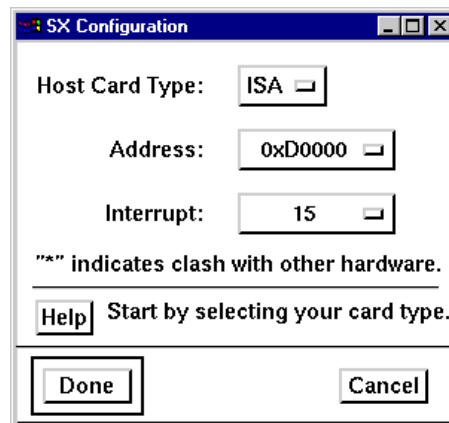 SX Configuration
Host Card Type: ISA
Address: 0xD0000
Interrupt: 15
"*" indicates clash with other hardware.
Help Start by selecting your card type.
Done Cancel